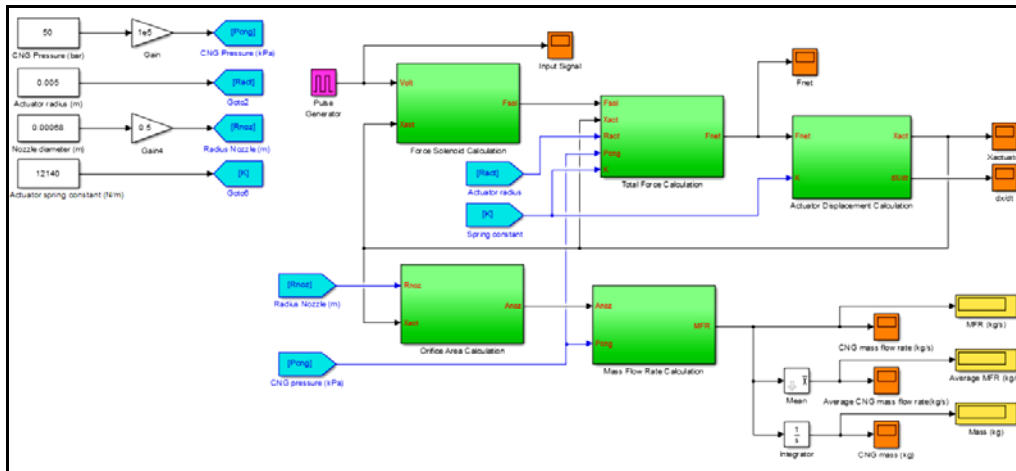 50
CNG Pressure (bar)
1e5
Gain
[Pcng]
CNG Pressure (kPa)
0.005
Actuator radius (m)
[Ract]
Goto2
0.00068
Nozzle diameter (m)
0.5
Gain4
[Rnoz]
Radius Nozzle (m)
12140
Actuator spring constant (N/m)
[K]
Goto6
Pulse
Generator
Input Signal
Volt
Xact
Fsol
Force Solenoid Calculation
[Ract]
Actuator radius
[K]
Spring constant
Fsol
Xact
Ract
Pcng
K
Fnet
Total Force Calculation
Fnet
Fnet
K
Xact
dX/dt
Actuator Displacement Calculation
Xactuator
dx/dt
[Rnoz]
Radius Nozzle (m)
Rnoz
Xact
Anoz
Orifice Area Calculation
[Pcng]
CNG pressure (kPa)
Anoz
Pcng
MFR
Mass Flow Rate Calculation
MFR (kg/s)
CNG mass flow rate (kg/s)
Mean
Average MFR (kg/s)
Average CNG mass flow rate(kg/s)
1
s
Integrator
Mass (kg)
CNG mass (kg)